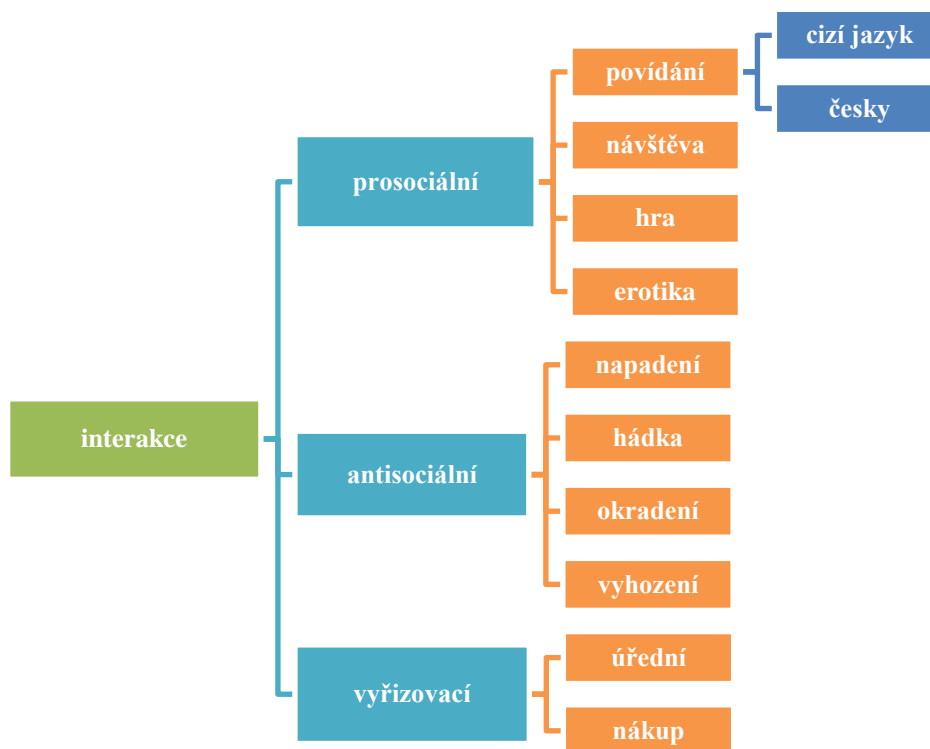 interakce
prosociální
povídání
cizí jazyk
česky
návštěva
hra
erotika
antisociální
napadení
hádka
okradení
vyhození
vyřizovací
úřední
nákup